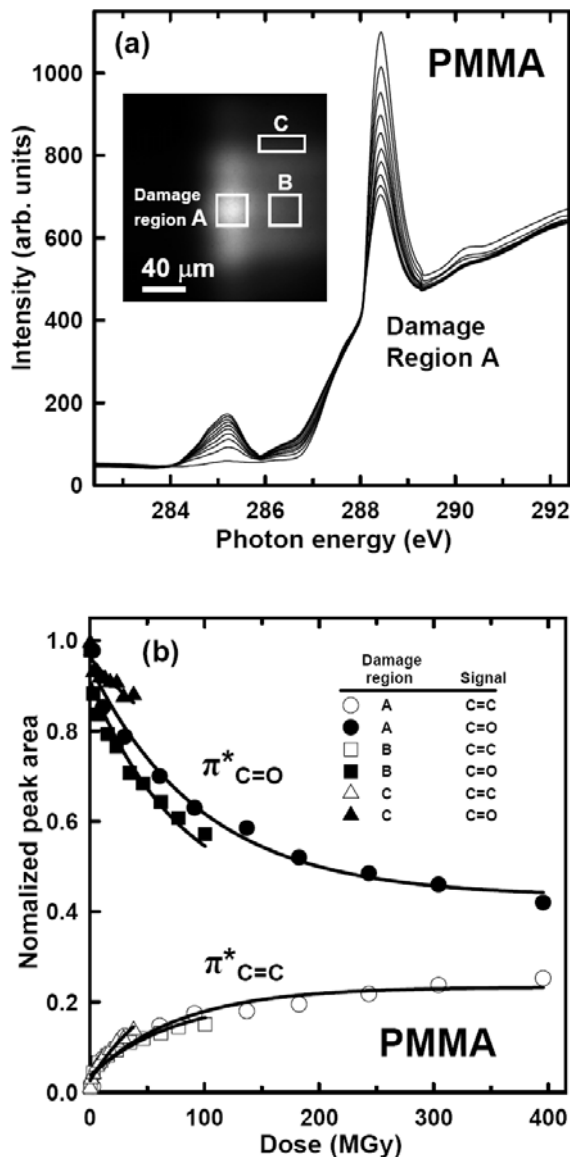 (a)
PMMA
1000
800
600
400
200
0
Intensity (arb. units)
C
B
Damage
region A
40 μm
Damage
Region A
284 286 288 290 292
Photon energy (eV)
(b)
1.0
0.8
0.6
0.4
0.2
0.0
Nomalized peak area
Damage region Signal
A C=C
A C=O
B C=C
B C=O
C C=C
C C=O
π*C=O
π*C=C
PMMA
0 100 200 300 400
Dose (MGy)